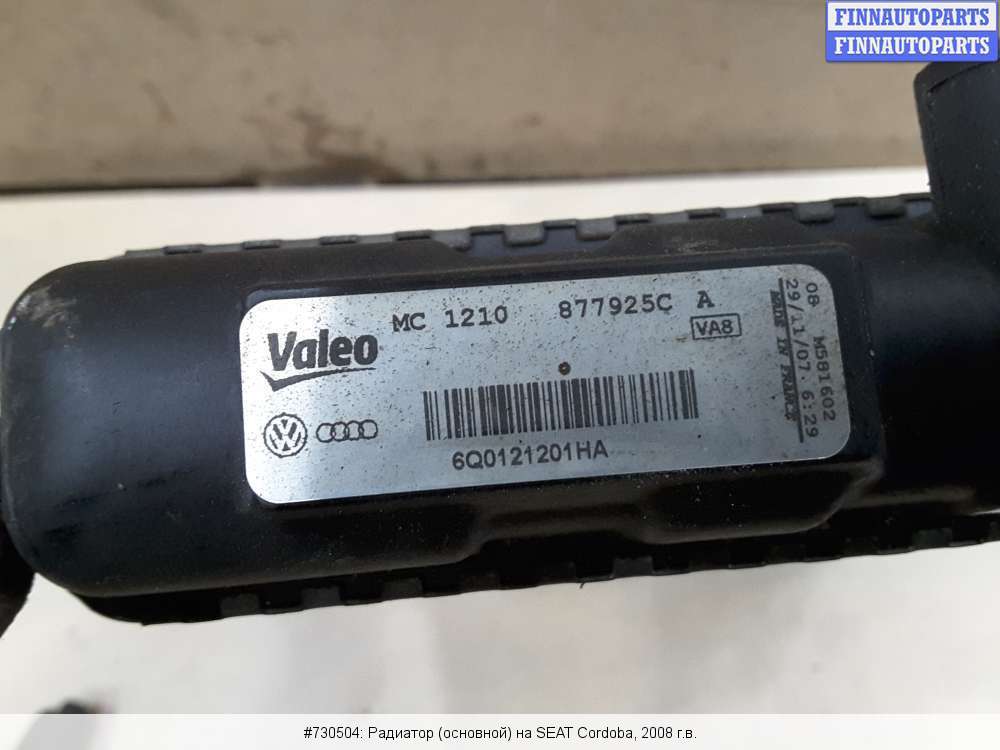 FINNAUTOPARTS
FINNAUTOPARTS
MC 1210 877925C A
Valeo
VA8
6Q0121201HA
08 M581602
29/11/07 6:29
MADE IN FRANCE
#730504: Радиатор (основной) на SEAT Cordoba, 2008 г.в.